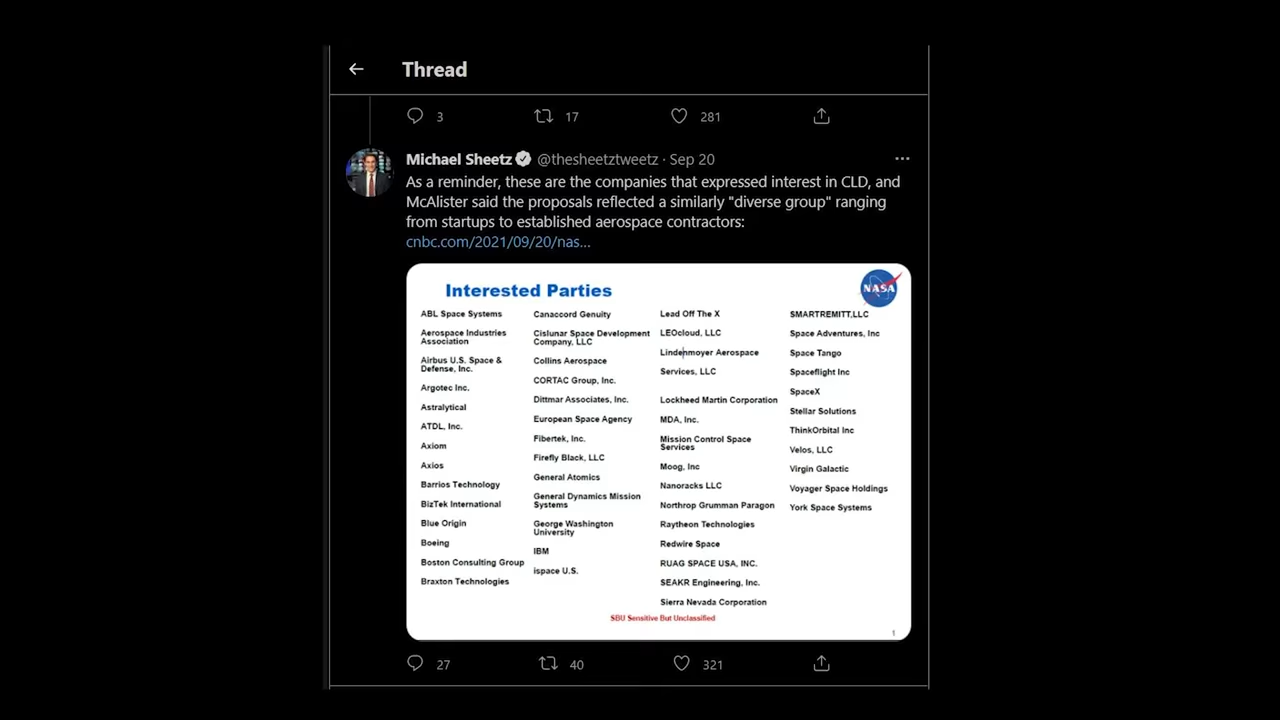 Thread
3 17 281
Michael Sheetz @thesheetztweetz · Sep 20
As a reminder, these are the companies that expressed interest in CLD, and
McAlister said the proposals reflected a similarly "diverse group" ranging
from startups to established aerospace contractors:
cnbc.com/2021/09/20/nas...
Interested Parties
NASA
ABL Space Systems
Aerospace Industries
Association
Airbus U.S. Space &
Defense, Inc.
Argotec Inc.
Astralytical
ATDL, Inc.
Axiom
Axios
Barrios Technology
BizTek International
Blue Origin
Boeing
Boston Consulting Group
Braxton Technologies
Canaccord Genuity
Cislunar Space Development
Company, LLC
Collins Aerospace
CORTAC Group, Inc.
Dittmar Associates, Inc.
European Space Agency
Fibertek, Inc.
Firefly Black, LLC
General Atomics
General Dynamics Mission
Systems
George Washington
University
IBM
ispace U.S.
Lead Off The X
LEOcloud, LLC
Lindenmoyer Aerospace
Services, LLC
Lockheed Martin Corporation
MDA, Inc.
Mission Control Space
Services
Moog, Inc
Nanoracks LLC
Northrop Grumman Paragon
Raytheon Technologies
Redwire Space
RUAG SPACE USA, INC.
SEAKR Engineering, Inc.
Sierra Nevada Corporation
SMARTREMITT,LLC
Space Adventures, Inc
Space Tango
Spaceflight Inc
SpaceX
Stellar Solutions
ThinkOrbital Inc
Velos, LLC
Virgin Galactic
Voyager Space Holdings
York Space Systems
SBU Sensitive But Unclassified
1
27 40 321